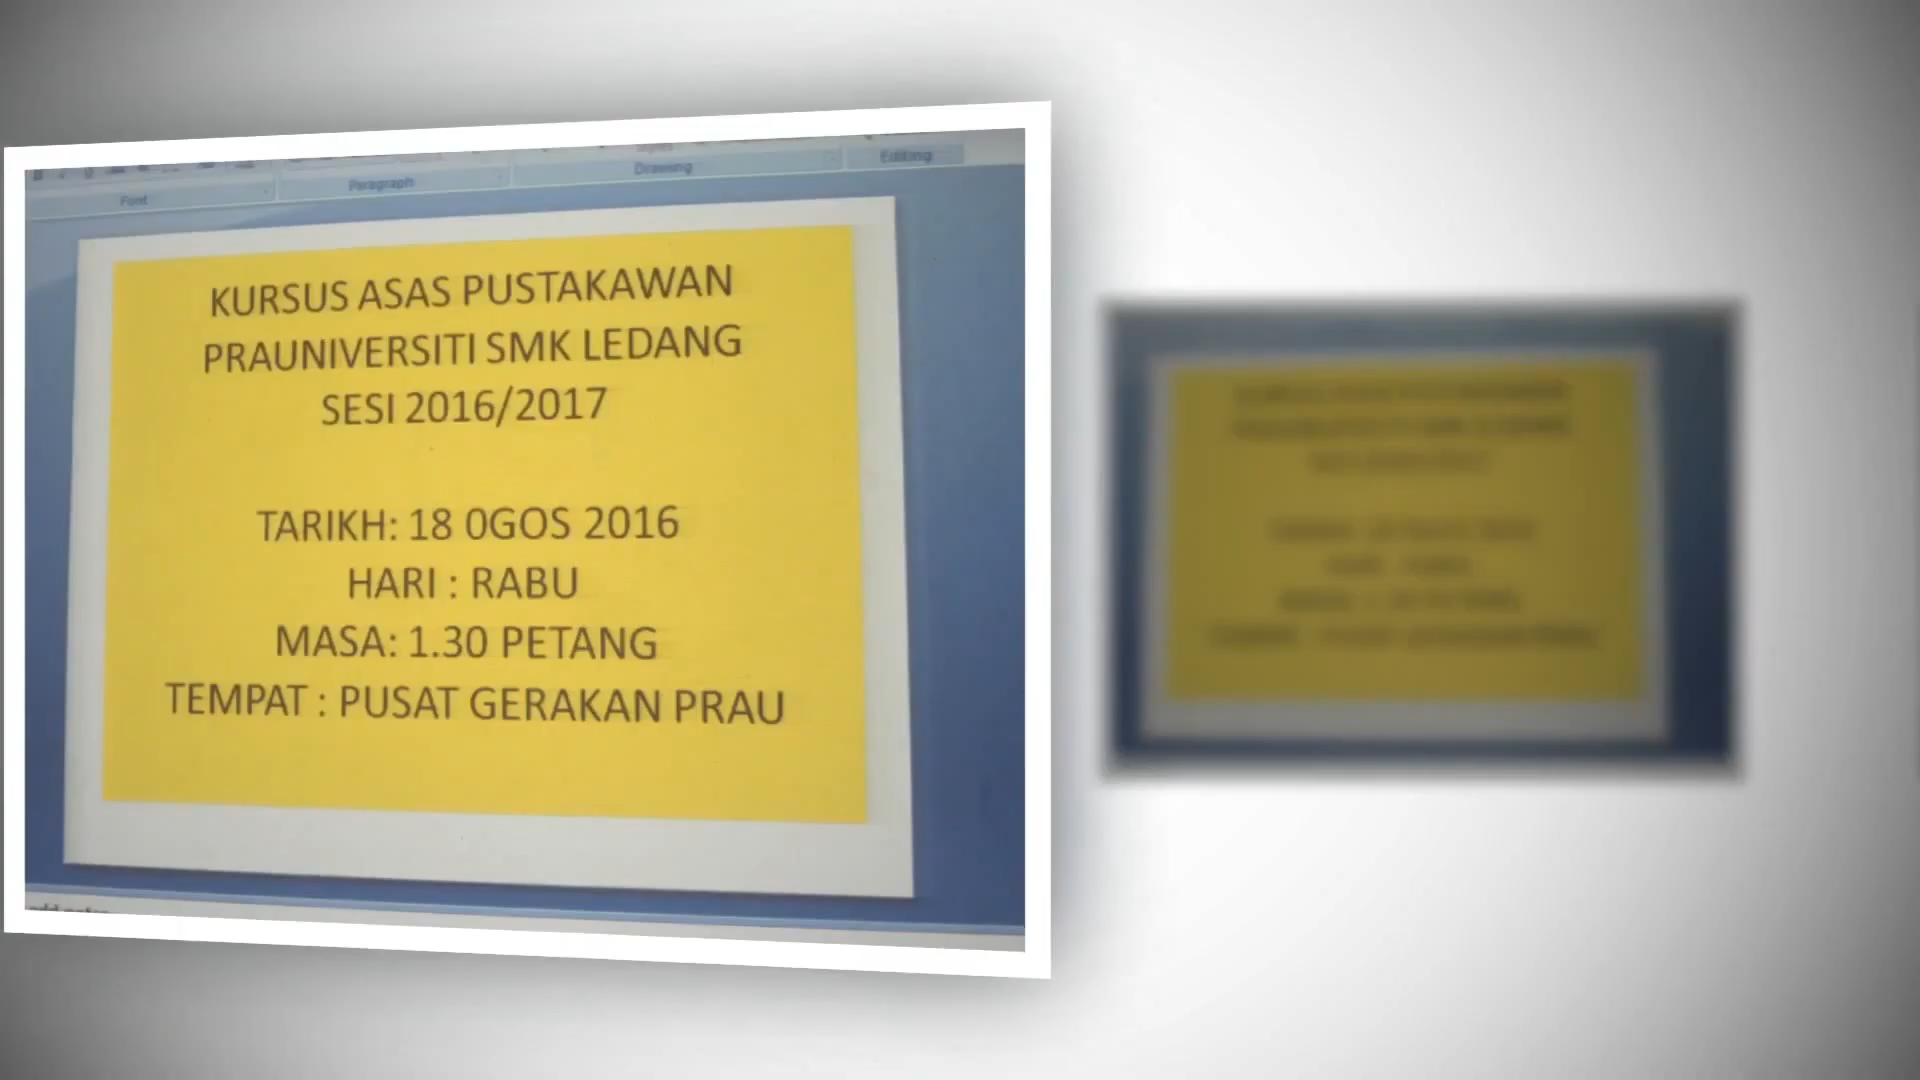 Font
Paragraph
Drawing
Editing
KURSUS ASAS PUSTAKAWAN
PRAUNIVERSITI SMK LEDANG
SESI 2016/2017
TARIKH: 18 0GOS 2016
HARI : RABU
MASA: 1.30 PETANG
TEMPAT : PUSAT GERAKAN PRAU